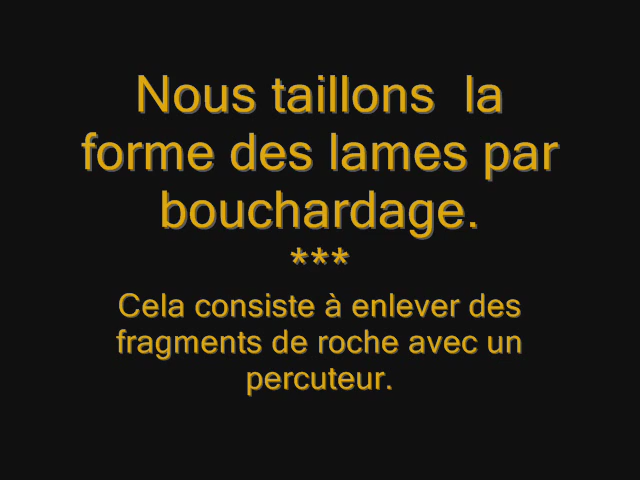 Nous taillons  la
forme des lames par
bouchardage.
***
Cela consiste à enlever des
fragments de roche avec un
percuteur.